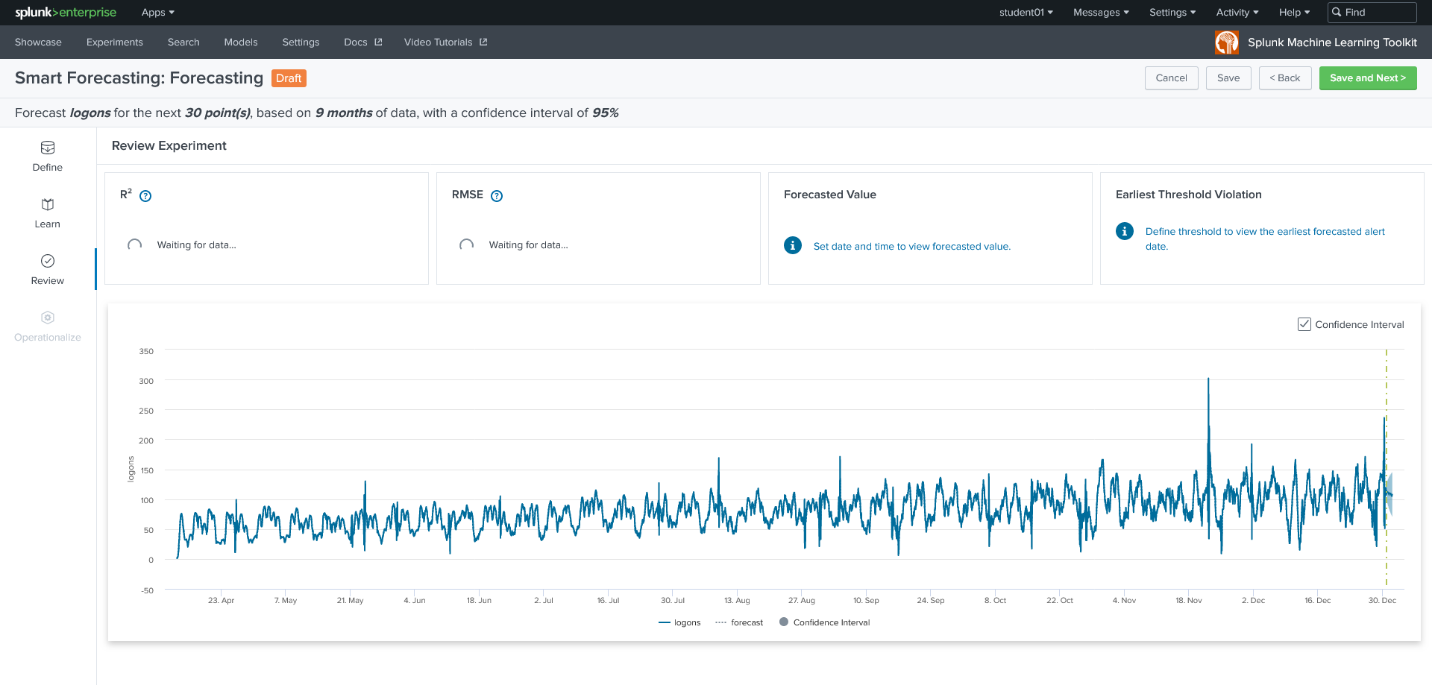 splunk>enterprise Apps student01 Messages Settings Activity Help Find
Showcase Experiments Search Models Settings Docs Video Tutorials Splunk Machine Learning Toolkit
Smart Forecasting: Forecasting Draft Cancel Save < Back Save and Next >
Forecast logons for the next 30 point(s), based on 9 months of data, with a confidence interval of 95%
Define
Learn
Review
Operationalize
Review Experiment
R² ?
Waiting for data...
RMSE ?
Waiting for data...
Forecasted Value
Set date and time to view forecasted value.
Earliest Threshold Violation
Define threshold to view the earliest forecasted alert
date.
Confidence Interval
350
300
250
200
150
100
50
0
-50
logons
23. Apr 7. May 21. May 4. Jun 18. Jun 2. Jul 16. Jul 30. Jul 13. Aug 27. Aug 10. Sep 24. Sep 8. Oct 22. Oct 4. Nov 18. Nov 2. Dec 16. Dec 30. Dec
logons forecast Confidence Interval